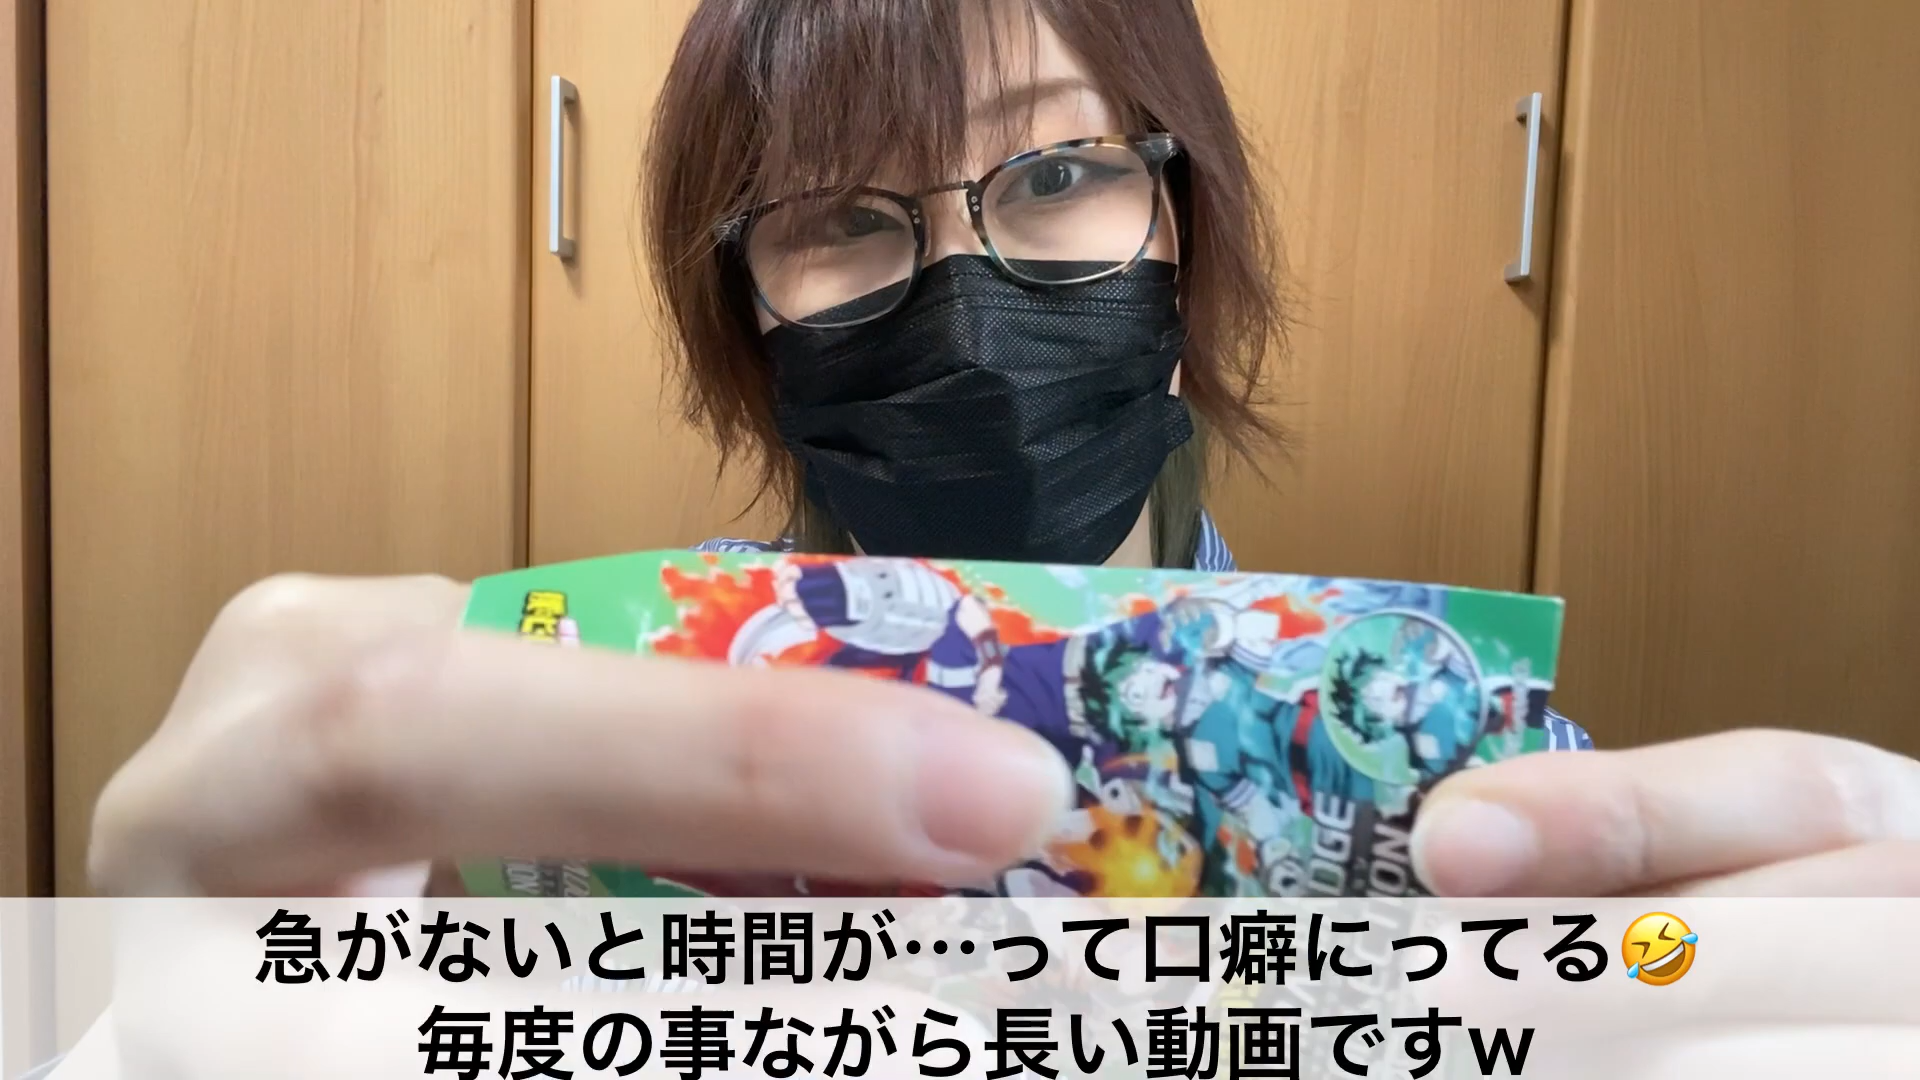 急がないと時間が…って口癖にってる🤣
毎度の事ながら長い動画ですw